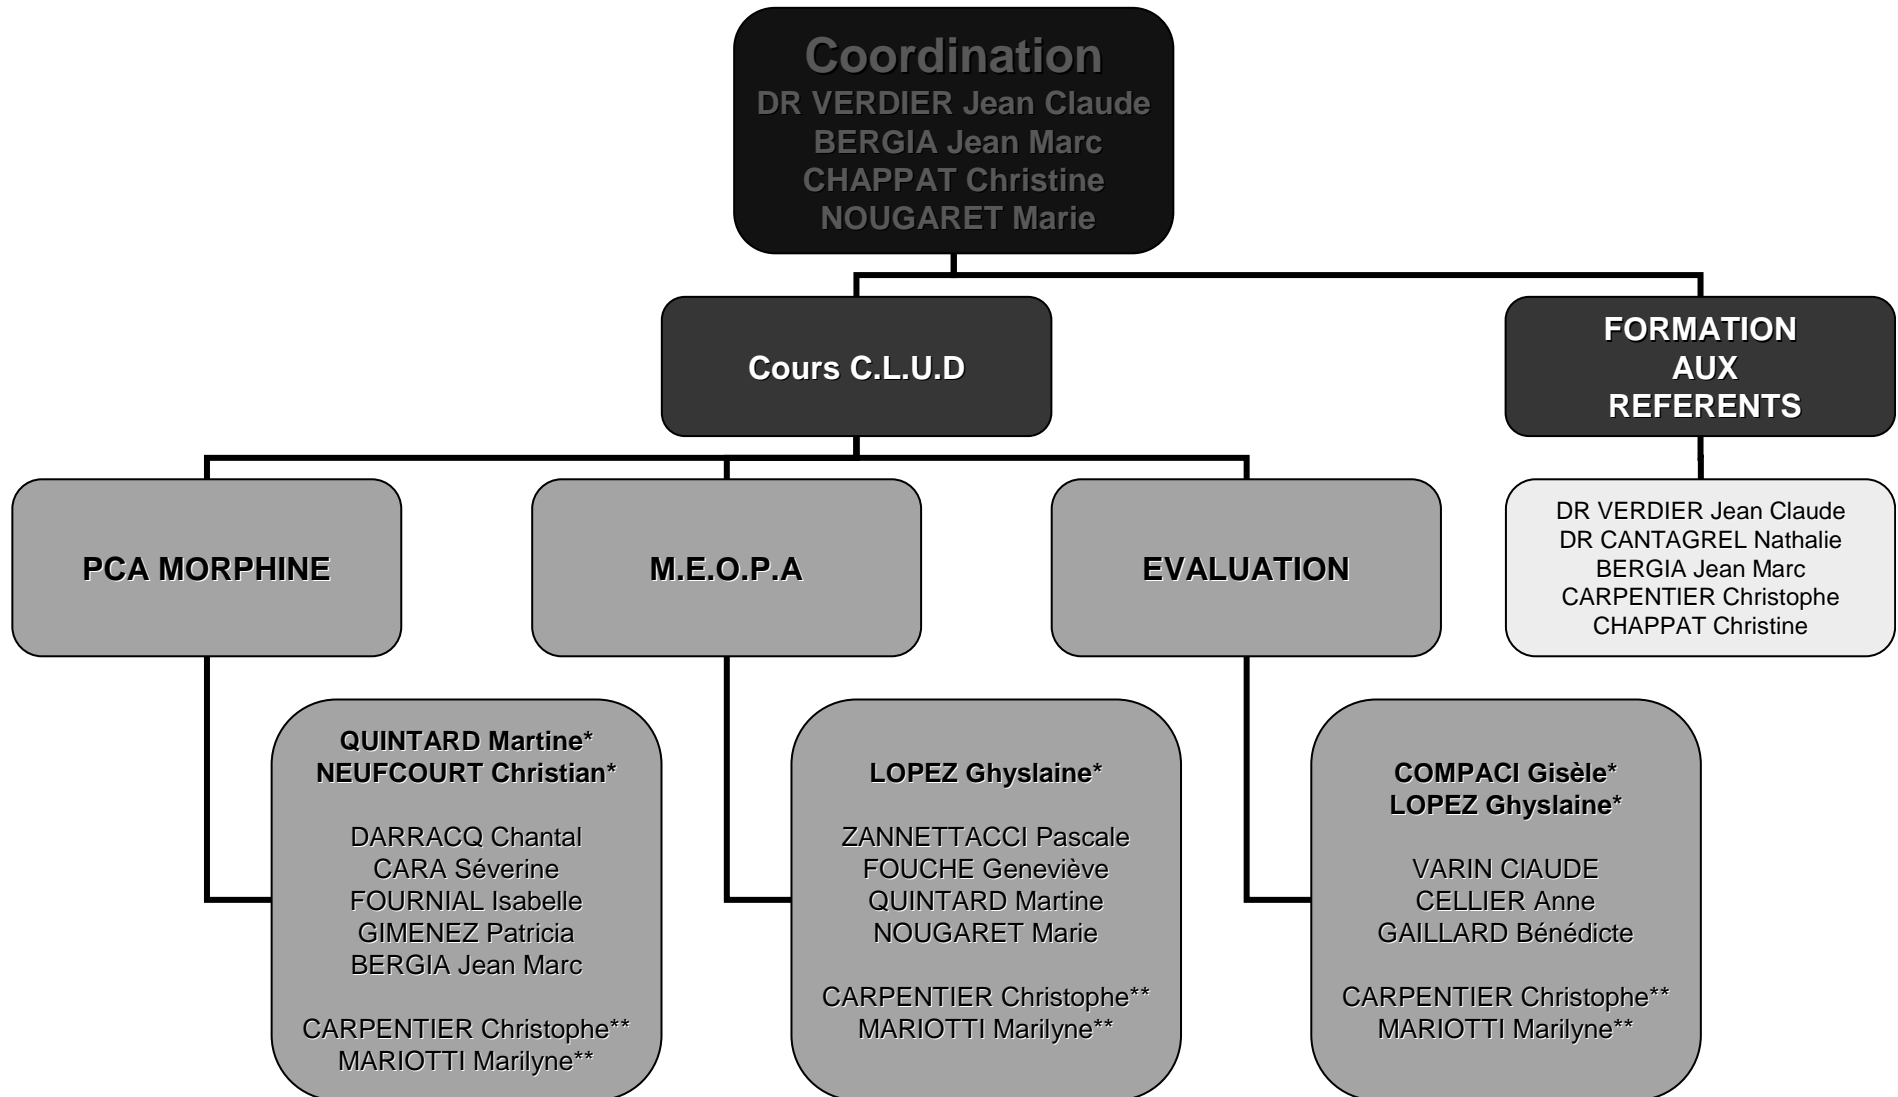 Coordination
DR VERDIER Jean Claude
BERGIA Jean Marc
CHAPPAT Christine
NOUGARET Marie
Cours C.L.U.D
FORMATION
AUX
REFERENTS
PCA MORPHINE
M.E.O.P.A
EVALUATION
DR VERDIER Jean Claude
DR CANTAGREL Nathalie
BERGIA Jean Marc
CARPENTIER Christophe
CHAPPAT Christine
QUINTARD Martine*
NEUFCOURT Christian*
DARRACQ Chantal
CARA Séverine
FOURNIAL Isabelle
GIMENEZ Patricia
BERGIA Jean Marc
CARPENTIER Christophe**
MARIOTTI Marilyne**
LOPEZ Ghyslaine*
ZANNETTACCI Pascale
FOUCHE Geneviève
QUINTARD Martine
NOUGARET Marie
CARPENTIER Christophe**
MARIOTTI Marilyne**
COMPACI Gisèle*
LOPEZ Ghyslaine*
VARIN ClAUDE
CELLIER Anne
GAILLARD Bénédicte
CARPENTIER Christophe**
MARIOTTI Marilyne**